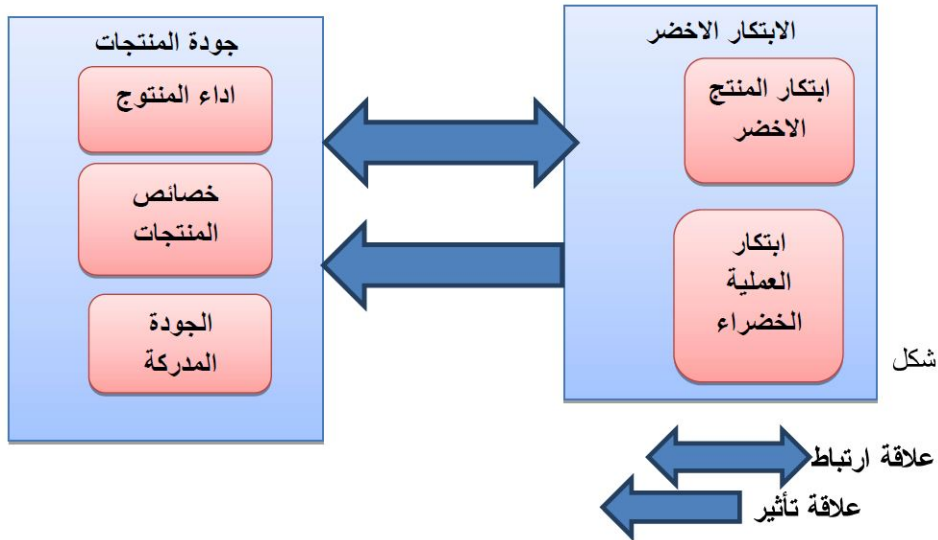 الابتكار الاخضر
ابتكار المنتج
الاخضر
ابتكار
العملية
الخضراء
جودة المنتجات
اداء المنتوج
خصائص
المنتجات
الجودة
المدركة
شكل
علاقة ارتباط
علاقة تأثير